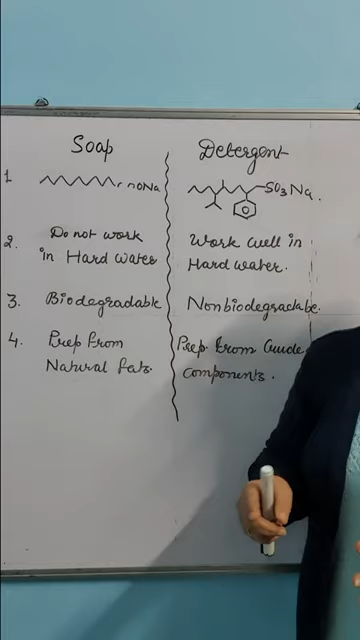 Soap Detergent
1. SO3Na.
2. Do not work in Hard water
Work well in Hard water.
3. Biodegradable Nonbiodegradable.
4. Prep from Natural fats.
Prep. from Crude components.